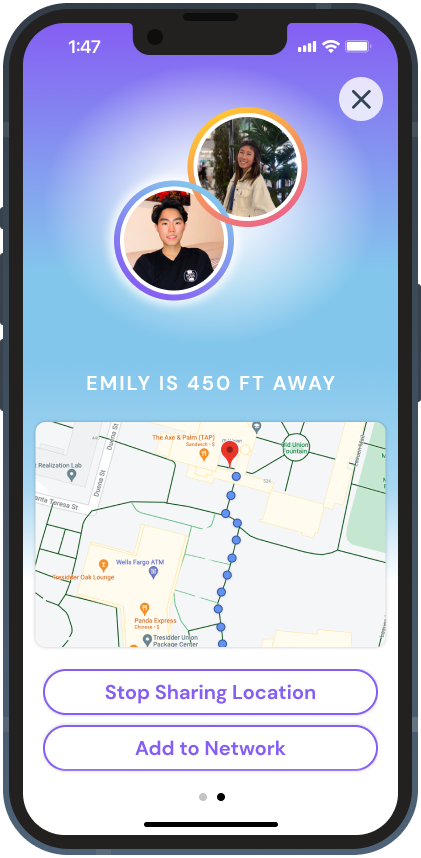 1:47
EMILY IS 450 FT AWAY
The Axe & Palm (TAP)
Sandwich · $
Old Union
Fountain
Realization Lab
Duena St
Duena St
Santa Teresa St
Wells Fargo ATM
Tresidder Oak Lounge
Panda Express
Chinese · $
Tresidder Union
Package Center
Stop Sharing Location
Add to Network